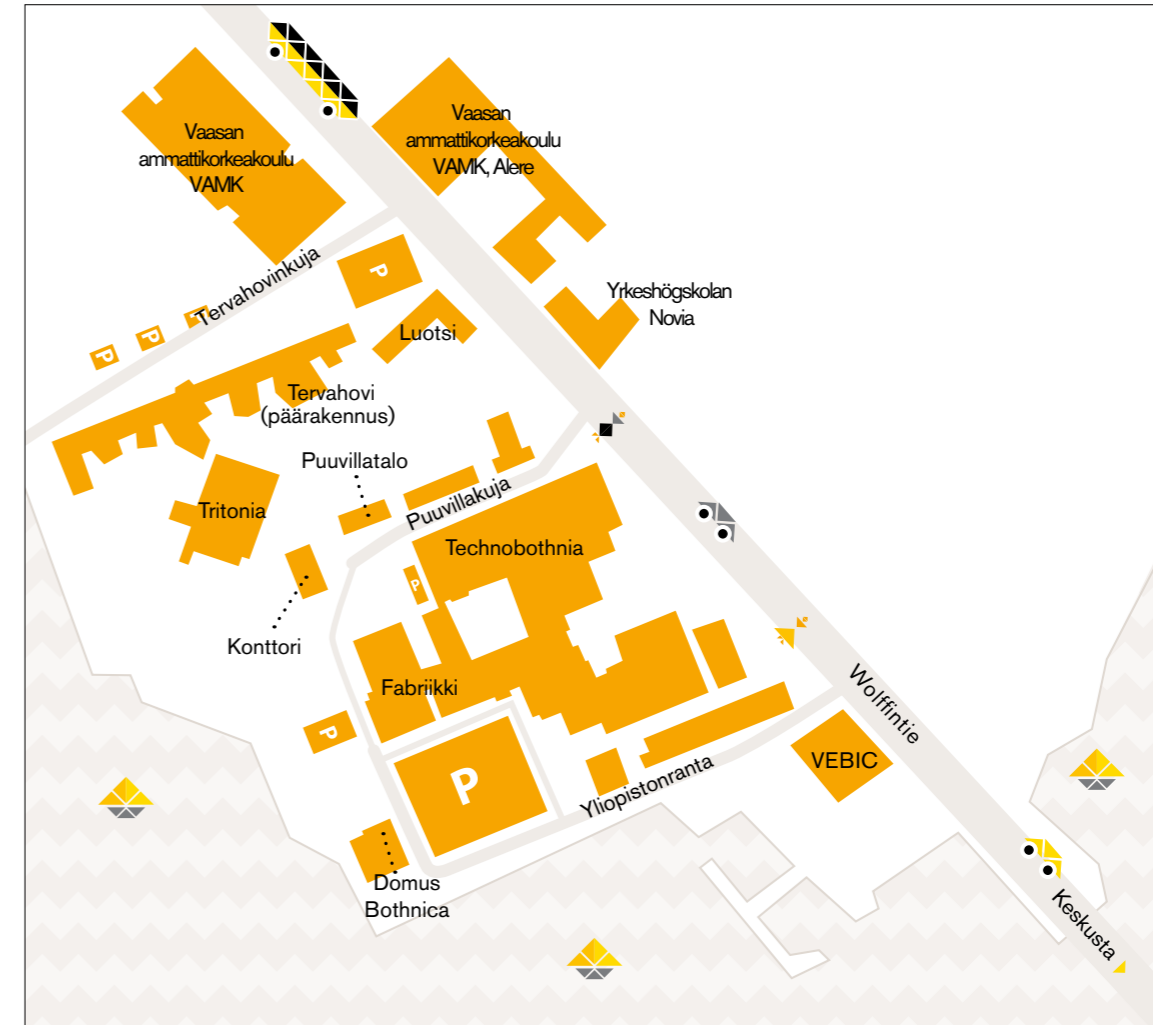 Vaasan
ammattikorkeakoulu
VAMK
Vaasan
ammattikorkeakoulu
VAMK, Alere
Tervahovinkuja
P
P
P
P
Yrkeshögskolan
Novia
Luotsi
Tervahovi
(päärakennus)
Puuvillatalo
Puuvillakuja
Tritonia
Technobothnia
P
Konttori
Fabriikki
P
P
Wolffintie
VEBIC
Yliopistonranta
Domus
Bothnica
Keskusta